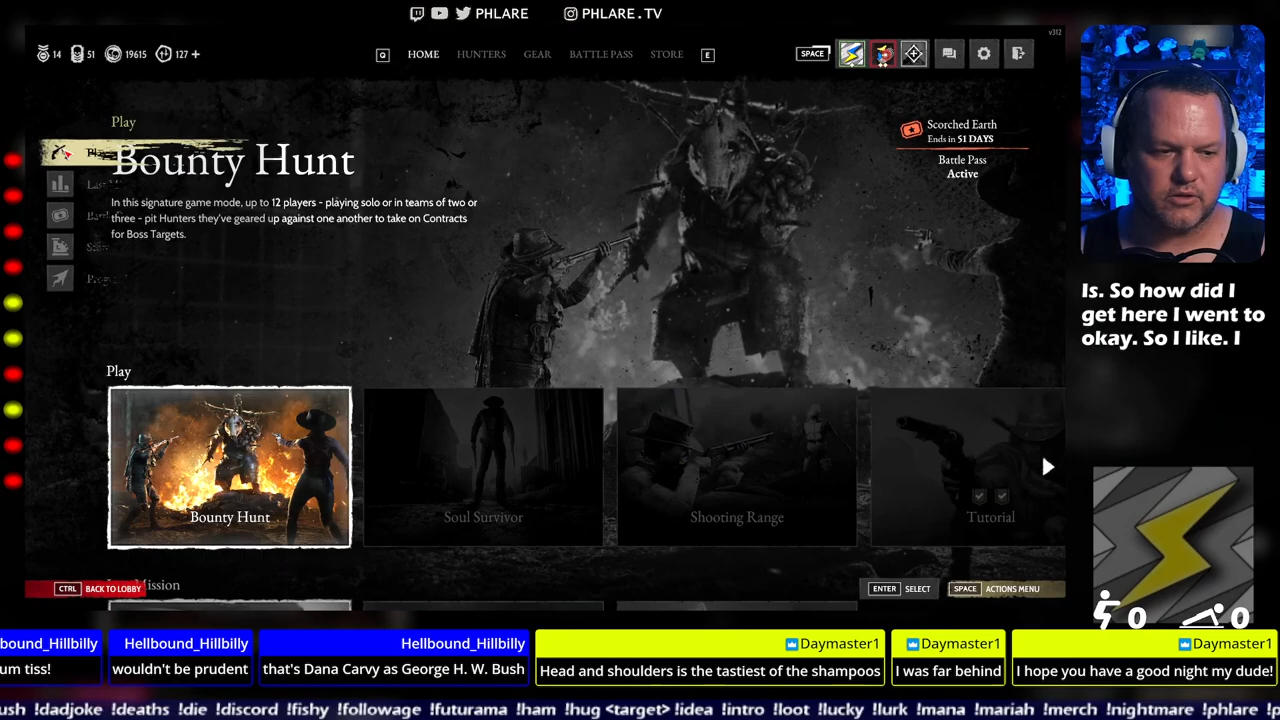 PHLARE PHLARE.TV
v312
14 51 19615 127 +
Q HOME HUNTERS GEAR BATTLE PASS STORE E
SPACE
Play
Bounty Hunt
In this signature game mode, up to 12 players - playing solo or in teams of two or
three - pit Hunters they've geared up against one another to take on Contracts
for Boss Targets.
Scorched Earth
Ends in 51 DAYS
Battle Pass
Active
Is. So how did I
get here I went to
okay. So I like. I
Play
Bounty Hunt
Soul Survivor
Shooting Range
Tutorial
Mission
CTRL BACK TO LOBBY
ENTER SELECT
SPACE ACTIONS MENU
0 0
bound_Hillbilly Hellbound_Hillbilly Hellbound_Hillbilly Daymaster1 Daymaster1 Daymaster1
um tiss! wouldn't be prudent that's Dana Carvy as George H. W. Bush Head and shoulders is the tastiest of the shampoos I was far behind I hope you have a good night my dude!
ush !dadjoke !deaths !die !discord !fishy !followage !futurama !ham !hug <target> !idea !intro !loot !lucky !lurk !mana !mariah !merch !nightmare !phlare !p